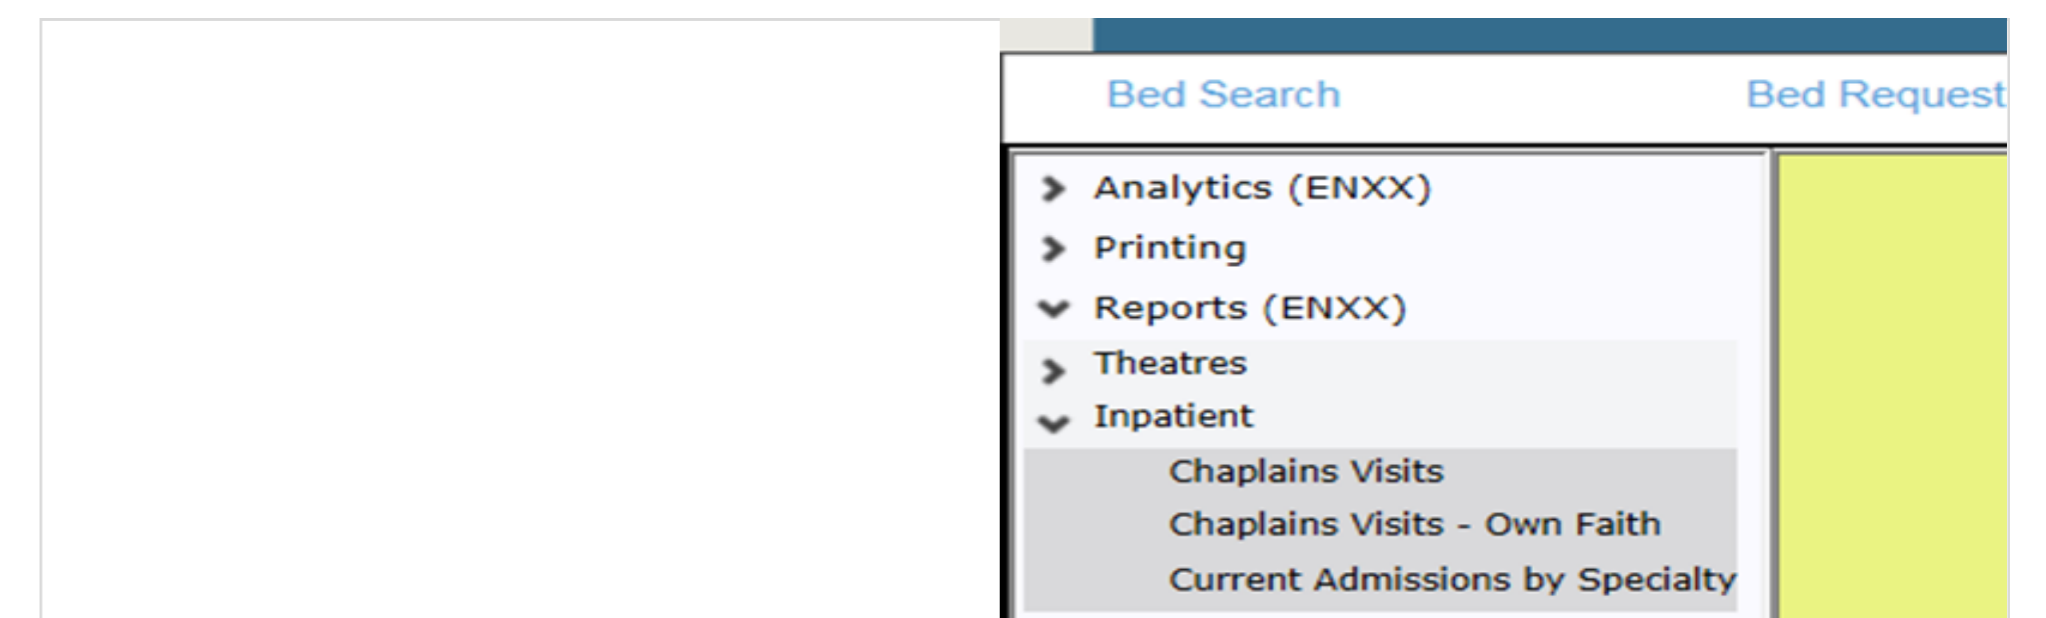 Bed Search Bed Request
Analytics (ENXX)
Printing
Reports (ENXX)
Theatres
Inpatient
Chaplains Visits
Chaplains Visits - Own Faith
Current Admissions by Specialty